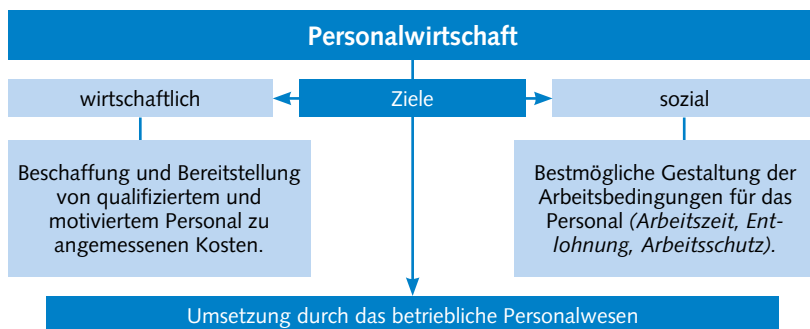 Personalwirtschaft
wirtschaftlich
Ziele
sozial
Beschaffung und Bereitstellung
von qualifiziertem und
motiviertem Personal zu
angemessenen Kosten.
Bestmögliche Gestaltung der
Arbeitsbedingungen für das
Personal (Arbeitszeit, Ent-
lohnung, Arbeitsschutz).
Umsetzung durch das betriebliche Personalwesen